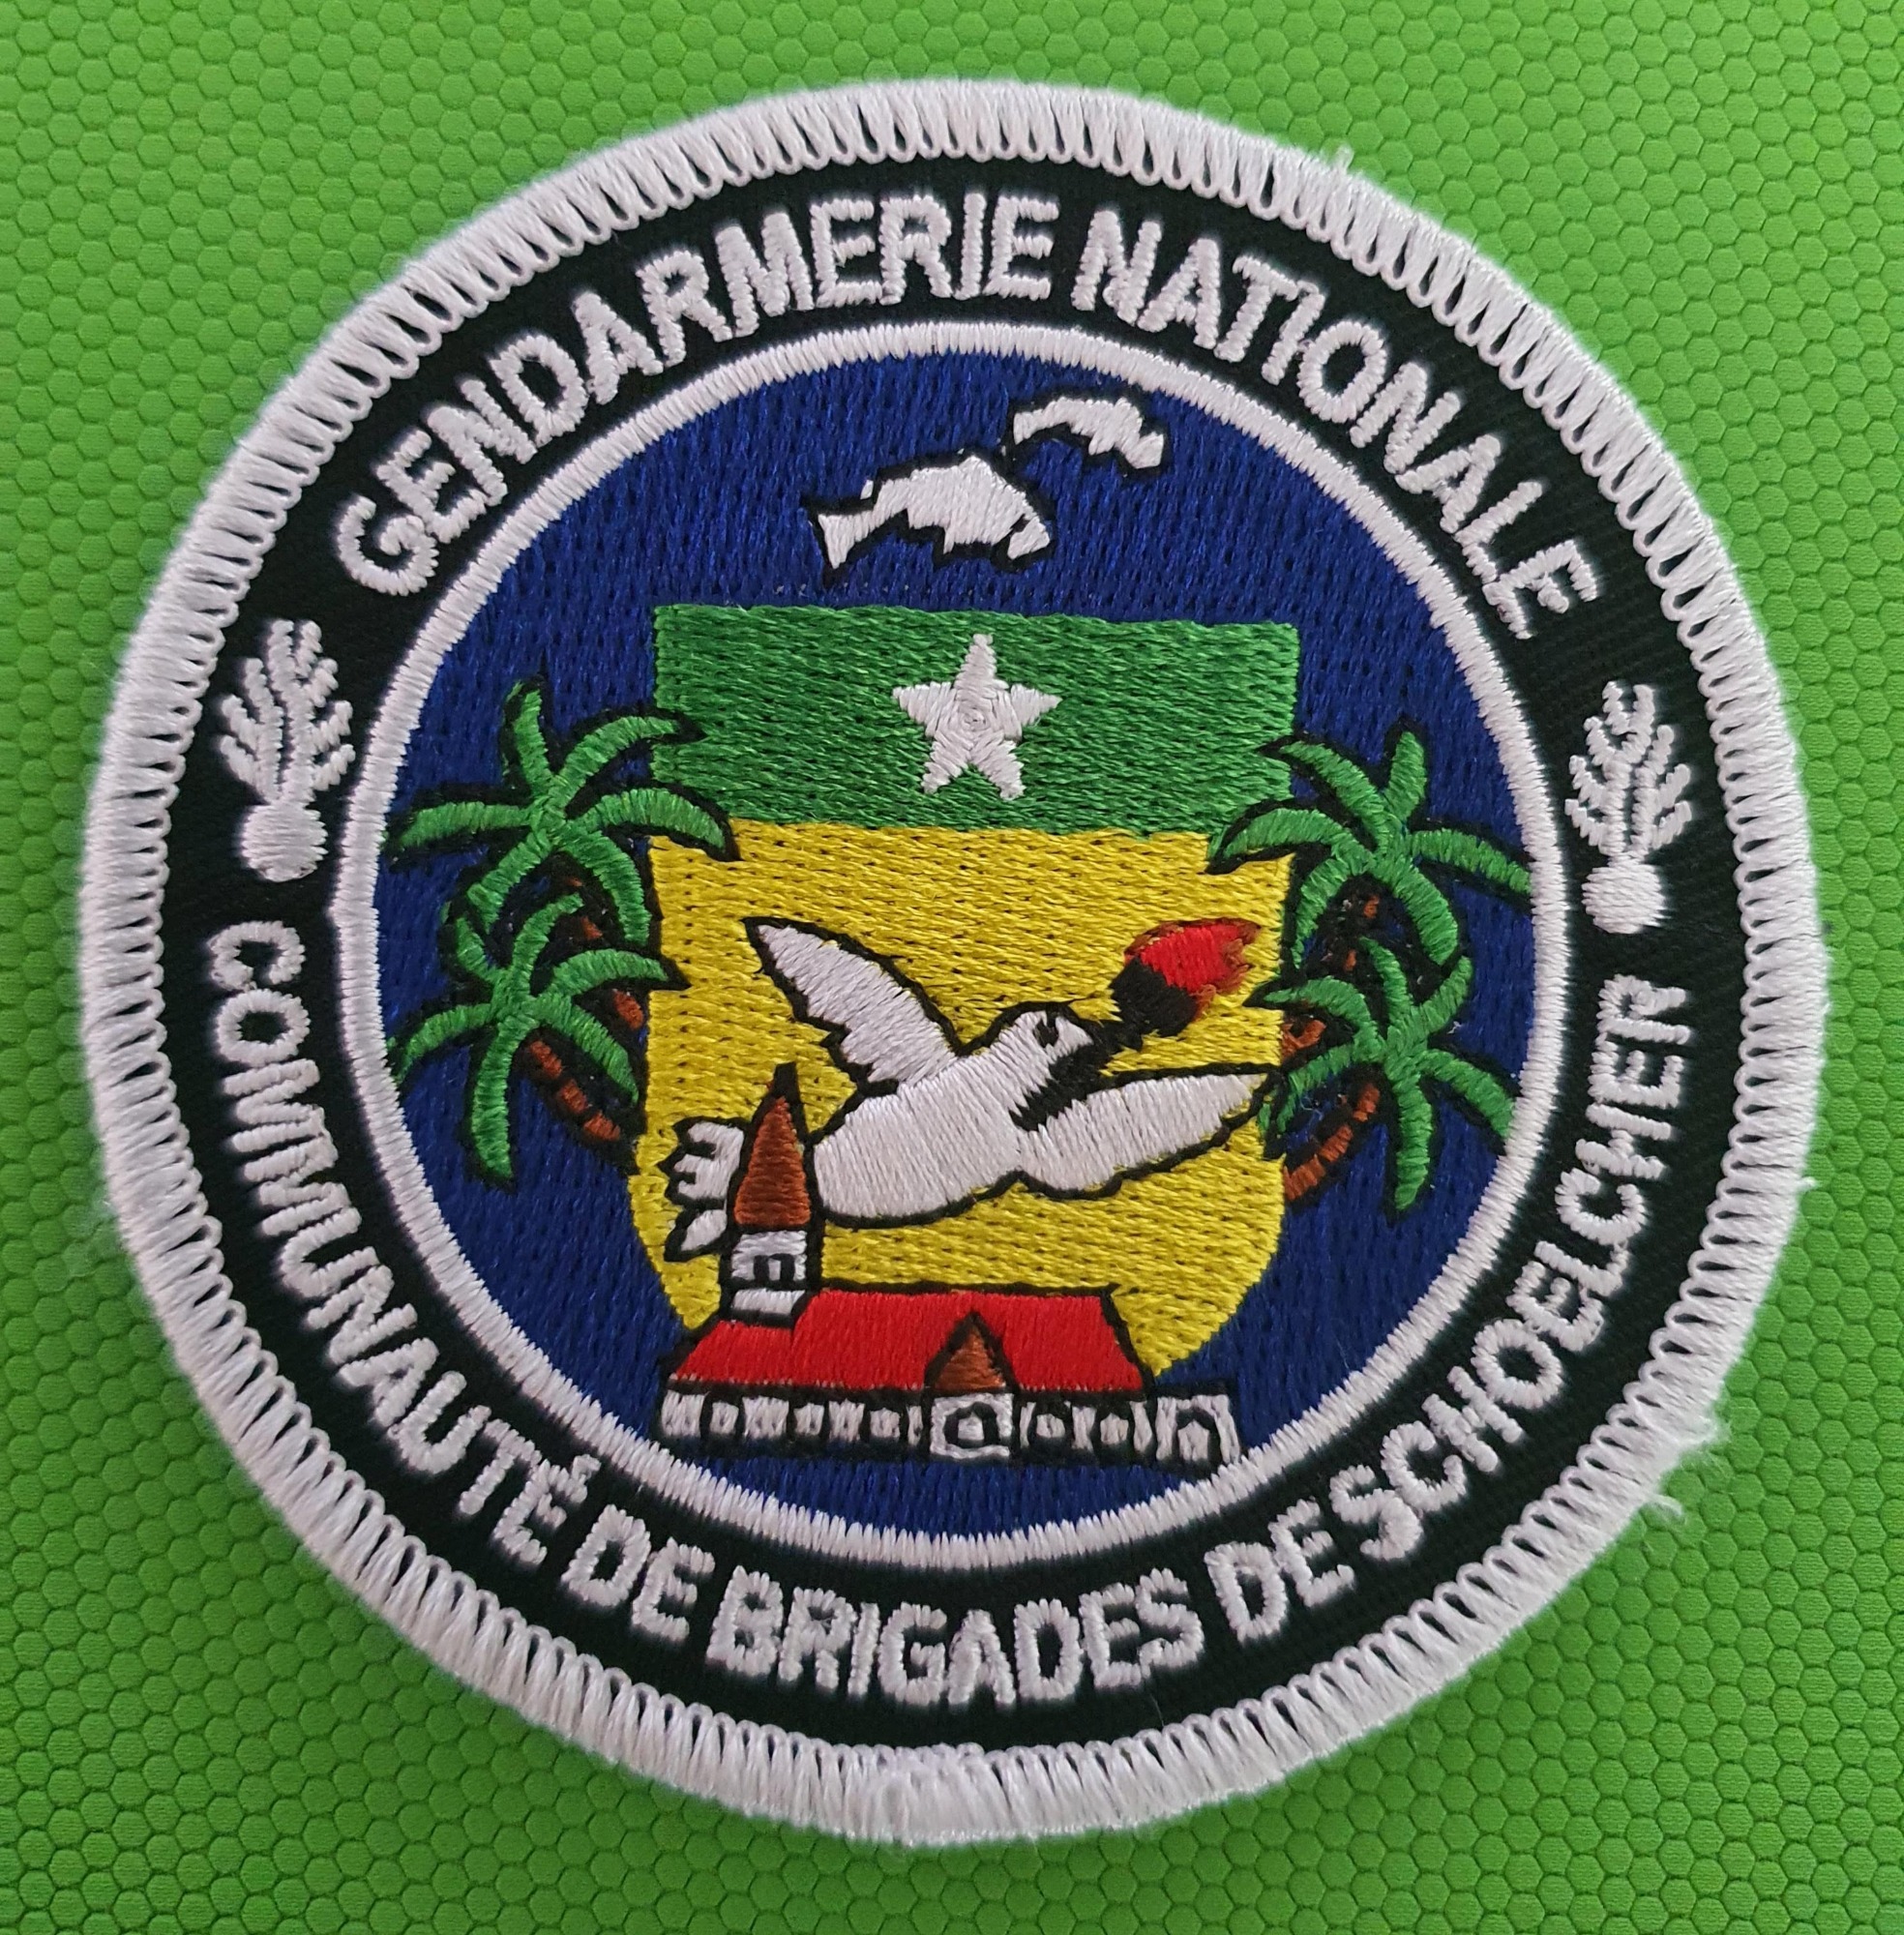 GENDARMERIE NATIONALE
COMMUNAUTÉ DE BRIGADES DE SCHOELCHER